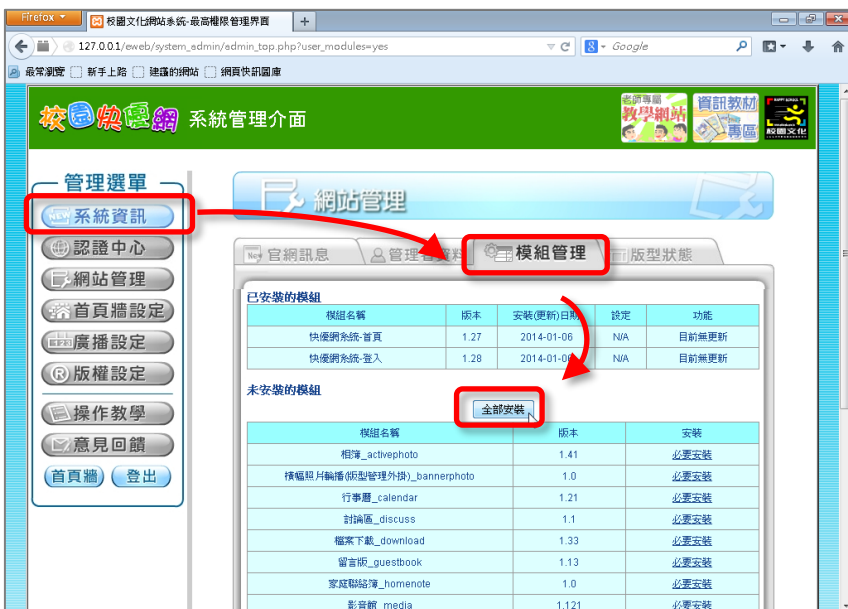 Firefox
校園文化網站系統-最高權限管理界面
127.0.0.1/eweb/system_admin/admin_top.php?user_modules=yes
Google
最常瀏覽 新手上路 建議的網站 網頁快訊圖庫
校園快優網 系統管理介面
老師專屬
教學網站
資訊教材
專區
校園文化
管理選單
系統資訊
認證中心
網站管理
首頁牆設定
廣播設定
版權設定
操作教學
意見回饋
首頁牆 登出
網站管理
官網訊息 管理者資料 模組管理 版型狀態
已安裝的模組
模組名稱 版本 安裝(更新)日期 設定 功能
快優網系統-首頁 1.27 2014-01-06 N/A 目前無更新
快優網系統-登入 1.28 2014-01-06 N/A 目前無更新
未安裝的模組
全部安裝
模組名稱 版本 安裝
相簿_activephoto 1.41 必要安裝
橫幅照片輪播(版型管理外掛)_bannerphoto 1.0 必要安裝
行事曆_calendar 1.21 必要安裝
討論區_discuss 1.1 必要安裝
檔案下載_download 1.33 必要安裝
留言版_guestbook 1.13 必要安裝
家庭聯絡簿_homenote 1.0 必要安裝
影音館_media 1.121 必要安裝